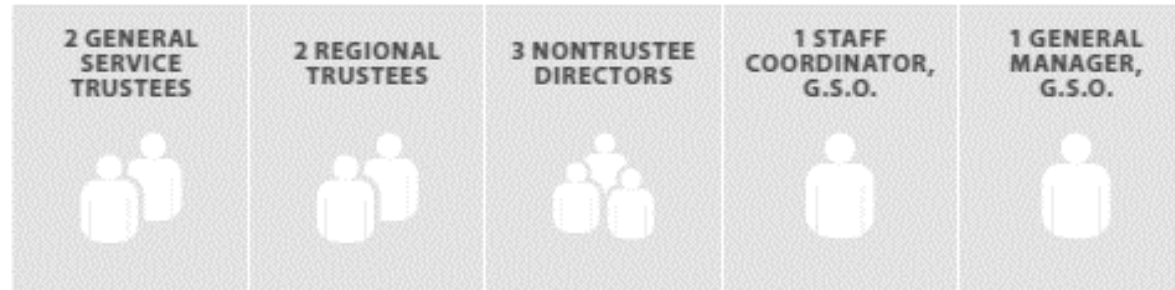 2 GENERAL
SERVICE
TRUSTEES
2 REGIONAL
TRUSTEES
3 NONTRUSTEE
DIRECTORS
1 STAFF
COORDINATOR,
G.S.O.
1 GENERAL
MANAGER,
G.S.O.